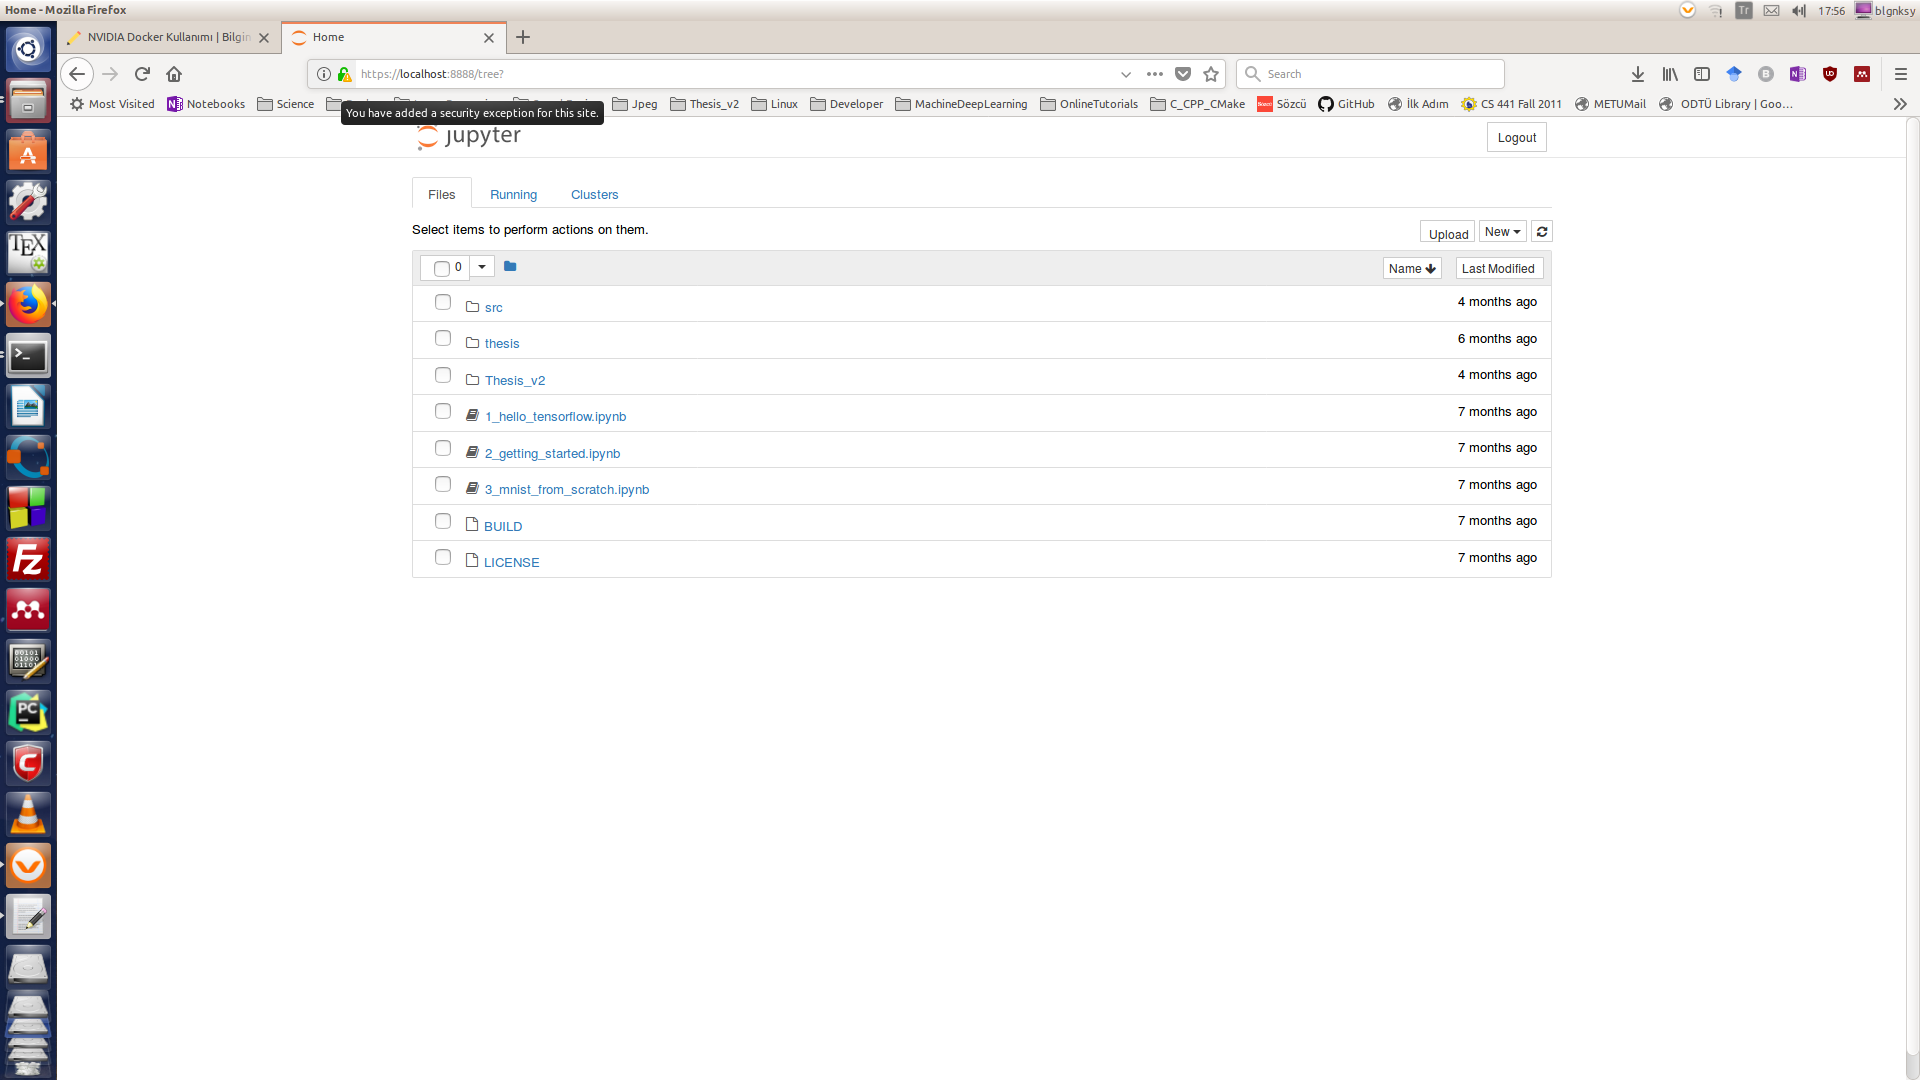 Home - Mozilla Firefox
Tr 17:56 blgnksy
NVIDIA Docker Kullanımı | Bilgin
Home
https://localhost:8888/tree?
Search
Most Visited Notebooks Science Jpeg Thesis_v2 Linux Developer MachineDeepLearning OnlineTutorials C_CPP_CMake Sözcü GitHub İlk Adım CS 441 Fall 2011 METUMail ODTÜ Library | Goo...
You have added a security exception for this site.
jupyter
Logout
Files Running Clusters
Select items to perform actions on them.
Upload New
0 Name Last Modified
src 4 months ago
thesis 6 months ago
Thesis_v2 4 months ago
1_hello_tensorflow.ipynb 7 months ago
2_getting_started.ipynb 7 months ago
3_mnist_from_scratch.ipynb 7 months ago
BUILD 7 months ago
LICENSE 7 months ago